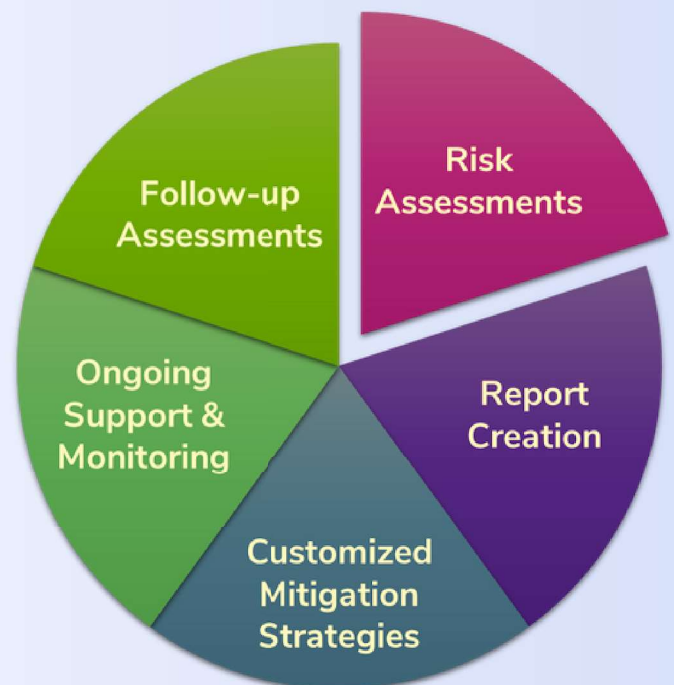 Risk
Assessments
Report
Creation
Customized
Mitigation
Strategies
Ongoing
Support &
Monitoring
Follow-up
Assessments